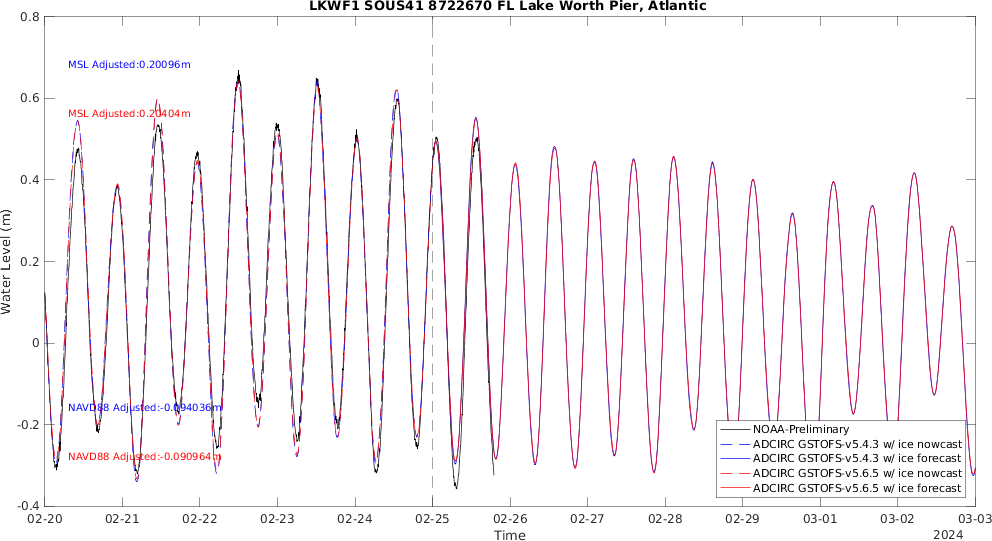 LKWF1 SOUS41 8722670 FL Lake Worth Pier, Atlantic
0.8
0.6
0.4
0.2
0
-0.2
-0.4
Water Level (m)
MSL Adjusted:0.20096m
MSL Adjusted:0.20404m
NAVD88 Adjusted:-0.094036m
NAVD88 Adjusted:-0.090964m
NOAA-Preliminary
ADCIRC GSTOFS-v5.4.3 w/ ice nowcast
ADCIRC GSTOFS-v5.4.3 w/ ice forecast
ADCIRC GSTOFS-v5.6.5 w/ ice nowcast
ADCIRC GSTOFS-v5.6.5 w/ ice forecast
02-20 02-21 02-22 02-23 02-24 02-25 02-26 02-27 02-28 02-29 03-01 03-02 03-03
Time
2024